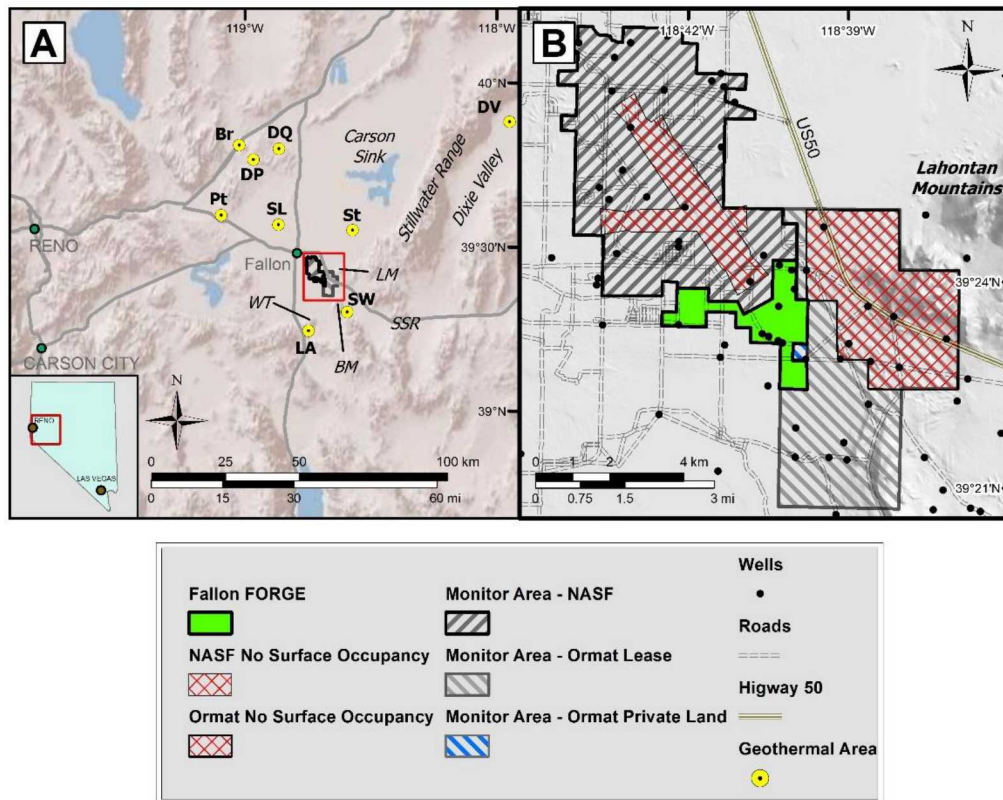 A
119°W
118°W
40°N
DV
Br
DQ
DP
Carson
Sink
Stillwater Range
Dixie Valley
Pt
SL
St
RENO
39°30'N
Fallon
LM
WT
SW
SSR
LA
BM
CARSON CITY
39°N
N
RENO
LAS VEGAS
0 25 50 100 km
0 15 30 60 mi
B
118°42'W
118°39'W
N
US50
Lahontan
Mountains
39°24'N
0 1 2 4 km
0 0.75 1.5 3 mi
39°21'N
Fallon FORGE
NASF No Surface Occupancy
Ormat No Surface Occupancy
Monitor Area - NASF
Monitor Area - Ormat Lease
Monitor Area - Ormat Private Land
Wells
Roads
Higway 50
Geothermal Area